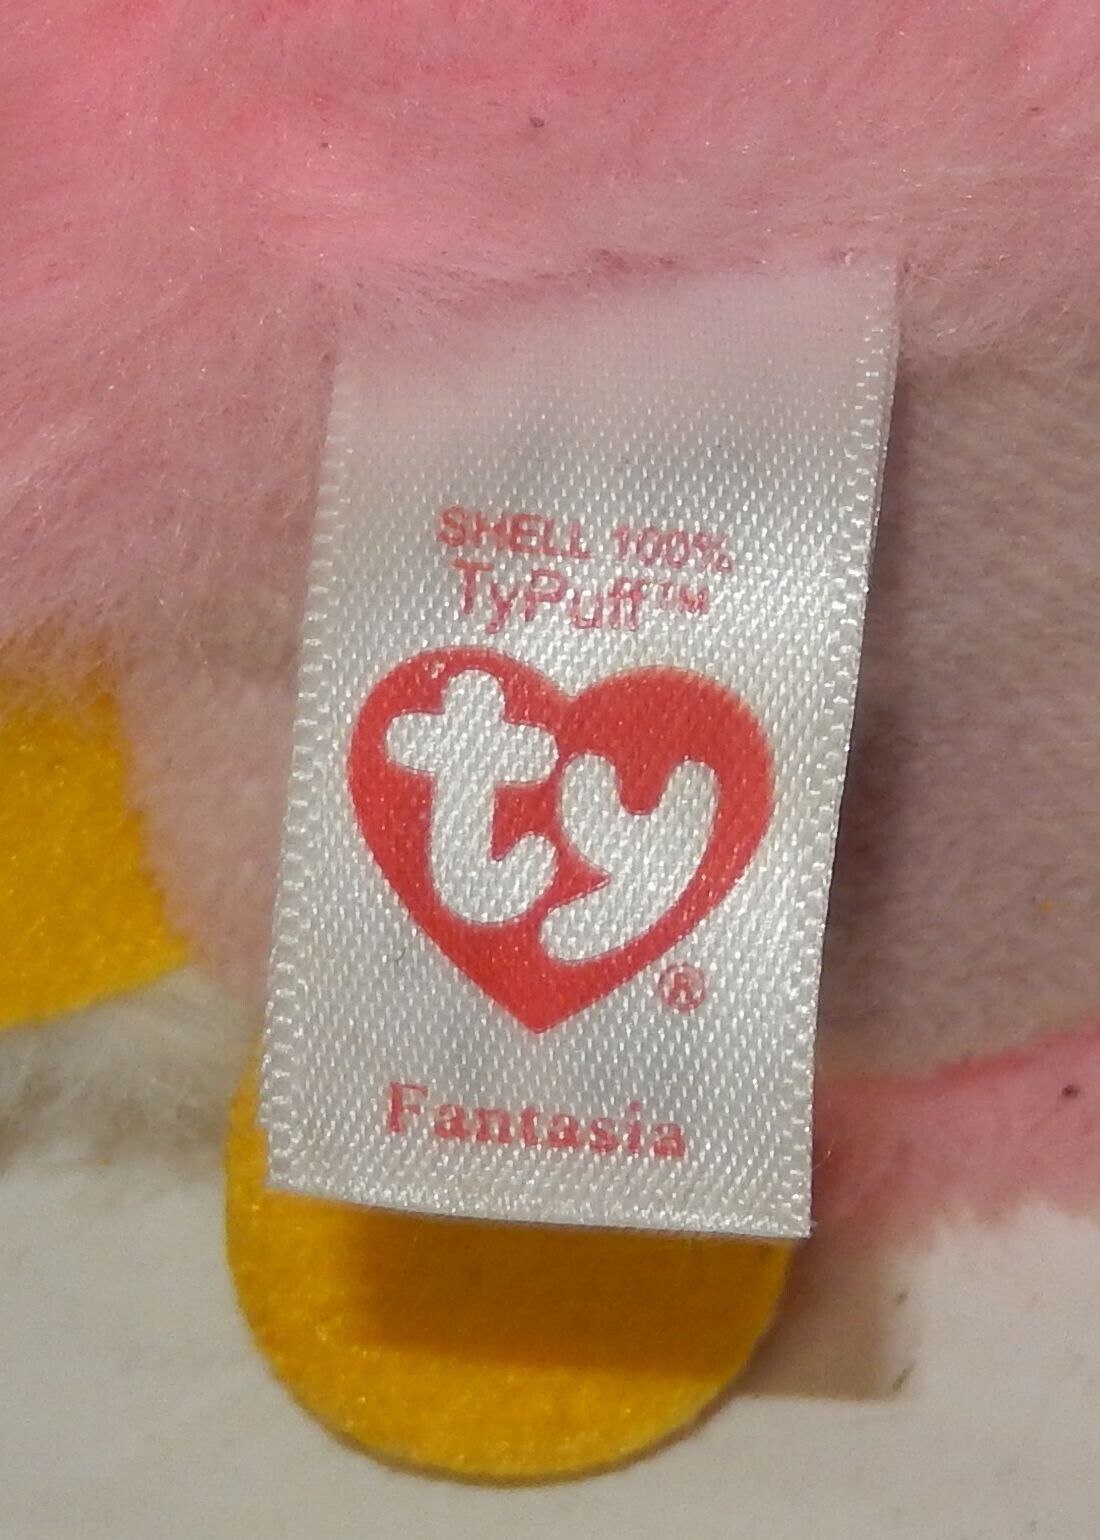 SHELL 100%
TyPuff™
ty®
Fantasia